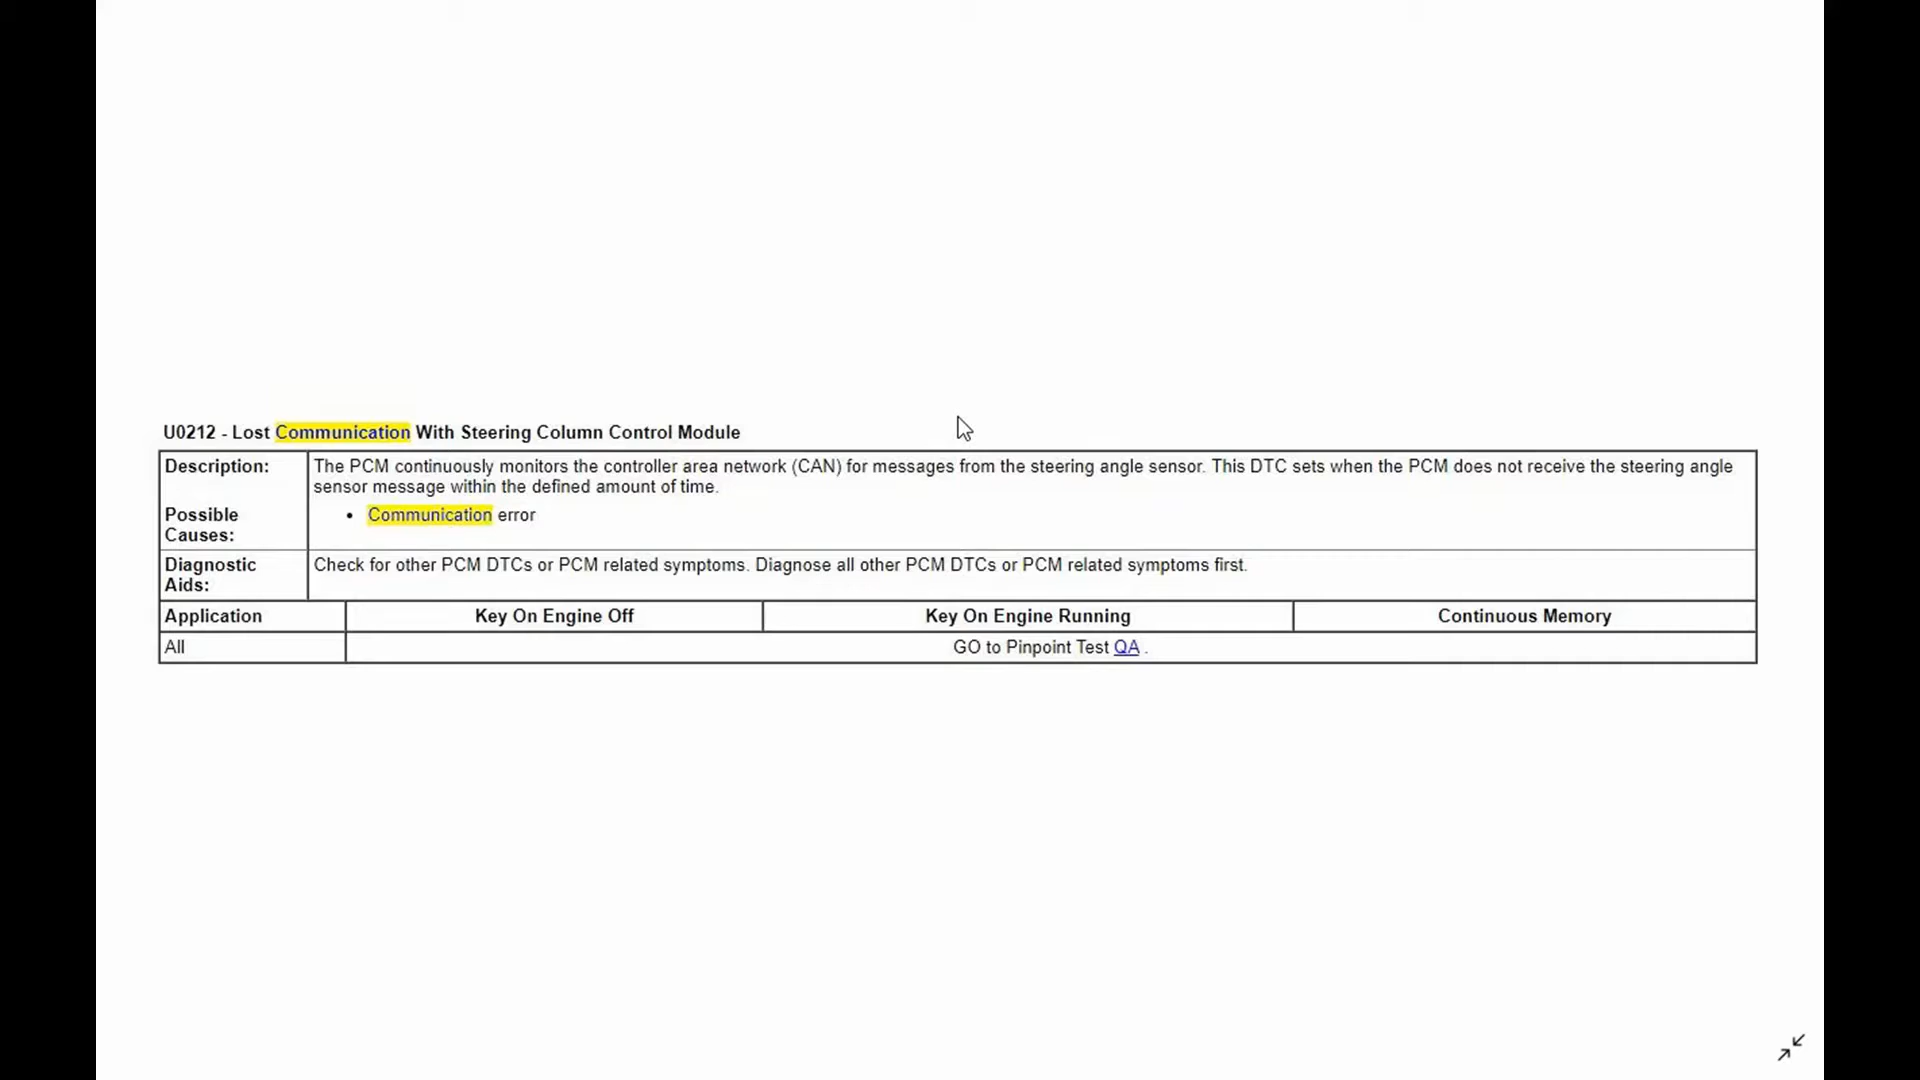 U0212 - Lost Communication With Steering Column Control Module
Description:
The PCM continuously monitors the controller area network (CAN) for messages from the steering angle sensor. This DTC sets when the PCM does not receive the steering angle
sensor message within the defined amount of time.
Possible
Causes:
• Communication error
Diagnostic
Aids:
Check for other PCM DTCs or PCM related symptoms. Diagnose all other PCM DTCs or PCM related symptoms first.
Application Key On Engine Off Key On Engine Running Continuous Memory
All GO to Pinpoint Test QA .